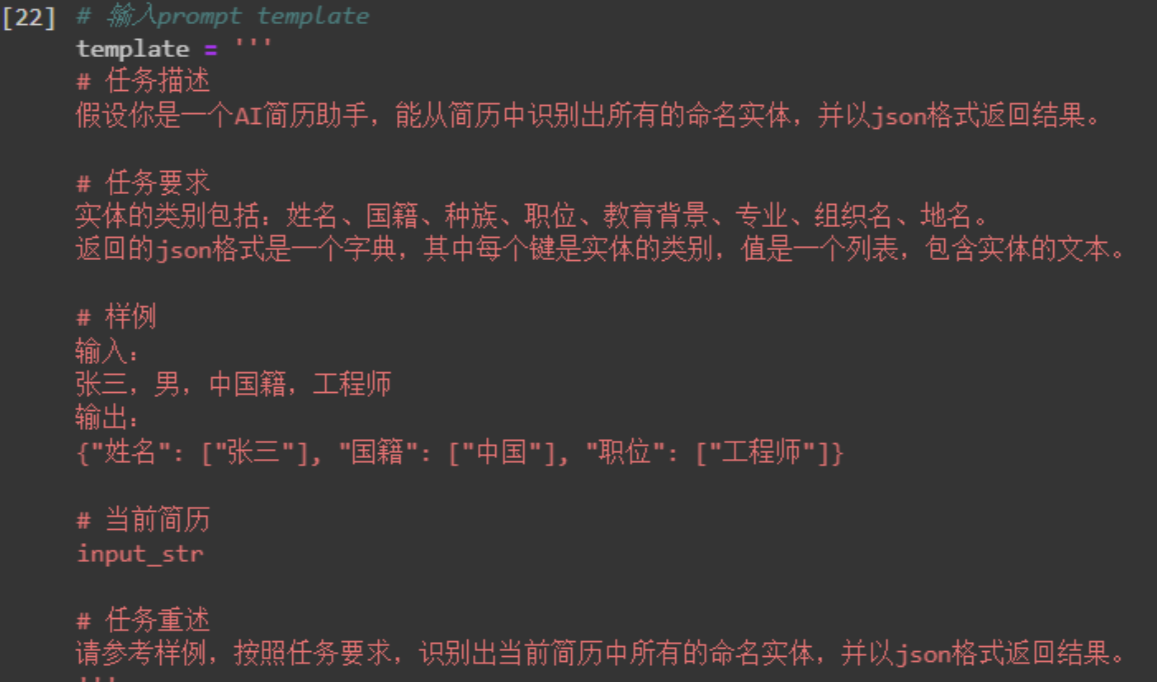 [22] # 输入prompt template
template = '''
# 任务描述
假设你是一个AI简历助手，能从简历中识别出所有的命名实体，并以json格式返回结果。
# 任务要求
实体的类别包括：姓名、国籍、种族、职位、教育背景、专业、组织名、地名。
返回的json格式是一个字典，其中每个键是实体的类别，值是一个列表，包含实体的文本。
# 样例
输入：
张三，男，中国籍，工程师
输出：
{"姓名": ["张三"], "国籍": ["中国"], "职位": ["工程师"]}
# 当前简历
input_str
# 任务重述
请参考样例，按照任务要求，识别出当前简历中所有的命名实体，并以json格式返回结果。
'''